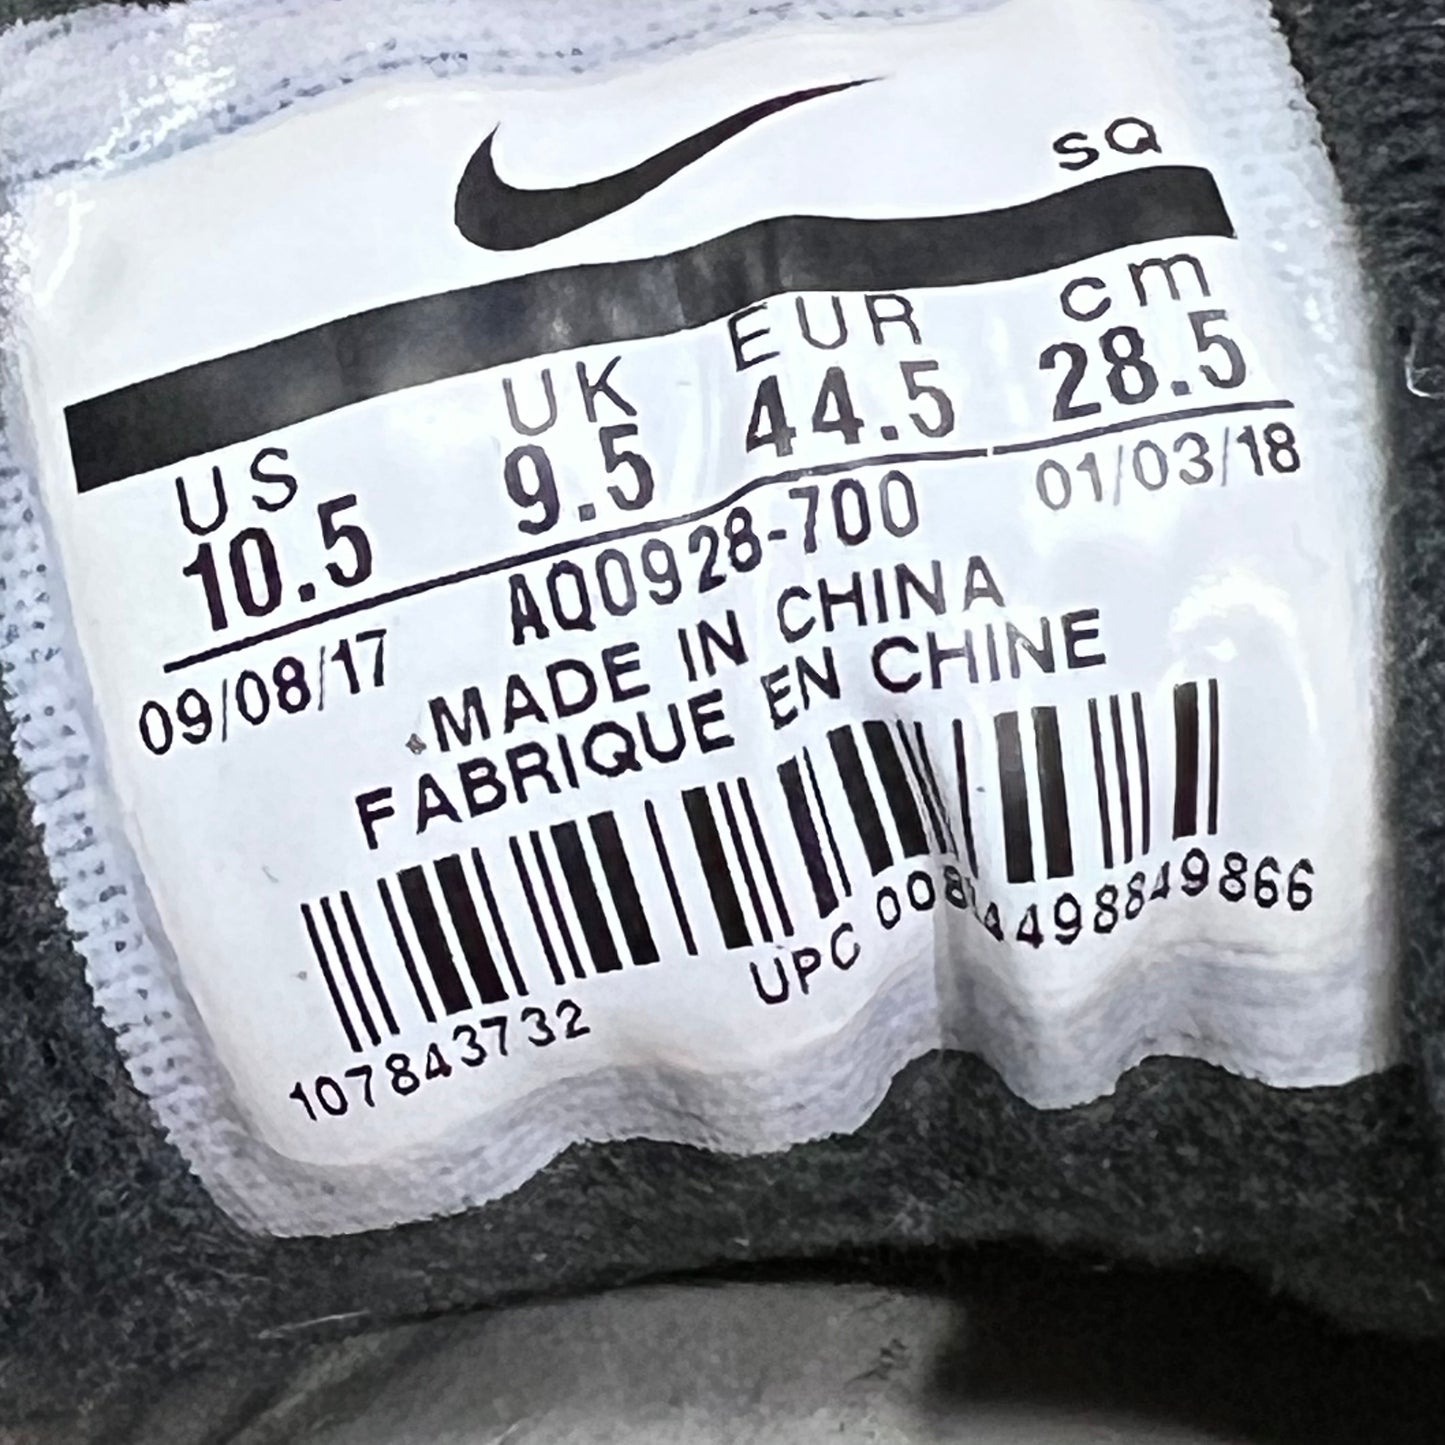 SQ
US UK EUR cm
10.5 9.5 44.5 28.5
09/08/17 AQ0928-700 01/03/18
MADE IN CHINA
FABRIQUE EN CHINE
107843732 UPC